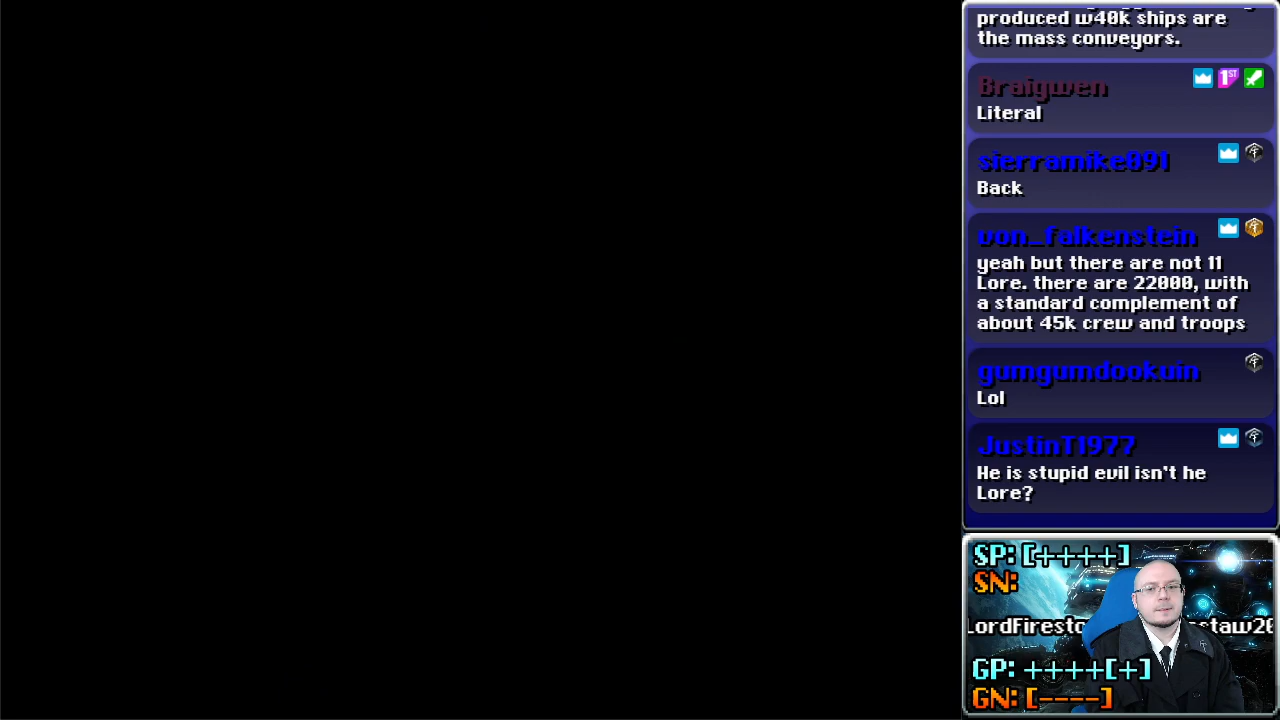 produced w40k ships are
the mass conveyors.
Braigwen
1ST
Literal
sierramike091
Back
von_falkenstein
yeah but there are not 11
Lore. there are 22000, with
a standard complement of
about 45k crew and troops
gumgumdookuin
Lol
JustinT1977
He is stupid evil isn't he
Lore?
SP: [++++]
SN:
GP: ++++[+]
GN: [----]